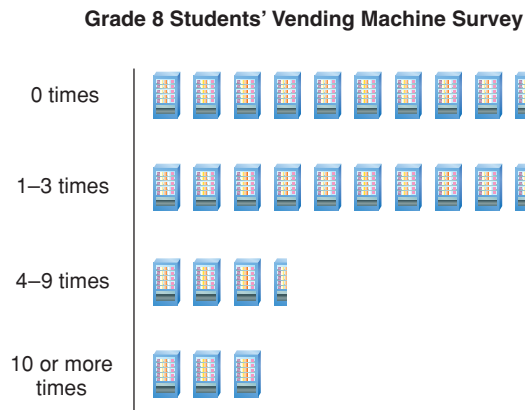 Grade 8 Students’ Vending Machine Survey
0 times
1–3 times
4–9 times
10 or more
times